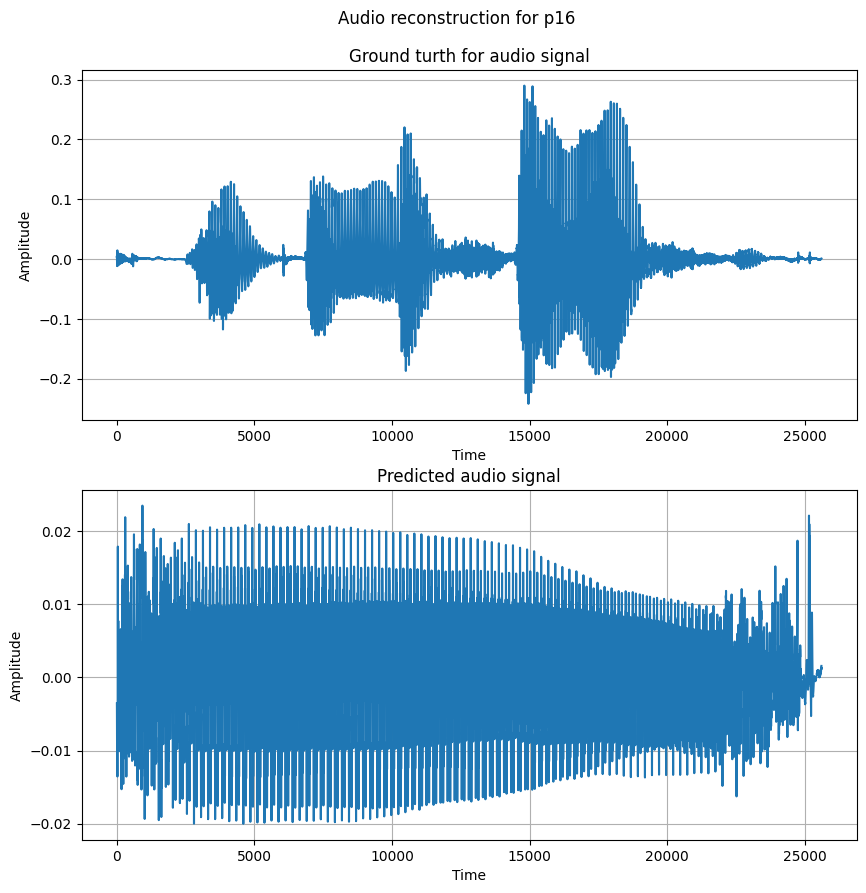 Audio reconstruction for p16
Ground turth for audio signal
0.3
0.2
0.1
0.0
−0.1
−0.2
Amplitude
0 5000 10000 15000 20000 25000
Time
Predicted audio signal
0.02
0.01
0.00
−0.01
−0.02
Amplitude
0 5000 10000 15000 20000 25000
Time